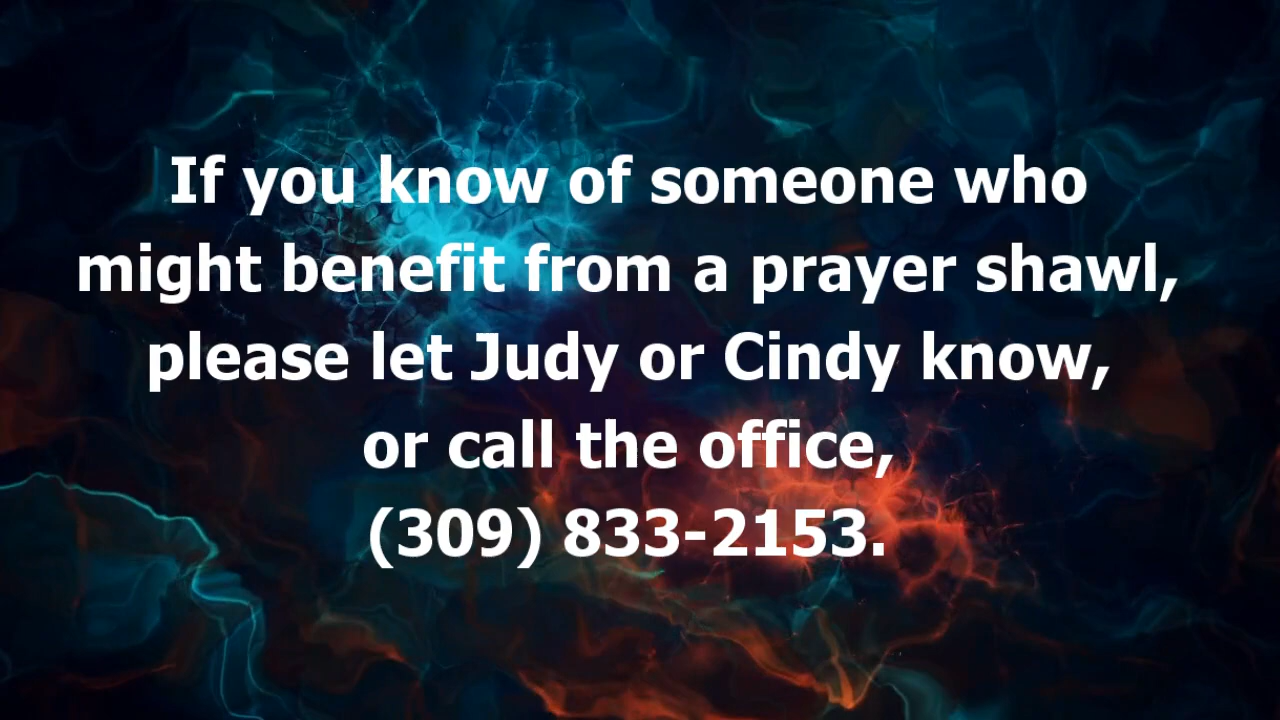 If you know of someone who
might benefit from a prayer shawl,
please let Judy or Cindy know,
or call the office,
(309) 833-2153.